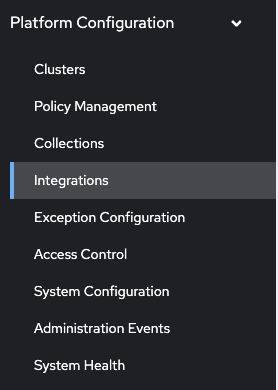 Platform Configuration
Clusters
Policy Management
Collections
Integrations
Exception Configuration
Access Control
System Configuration
Administration Events
System Health